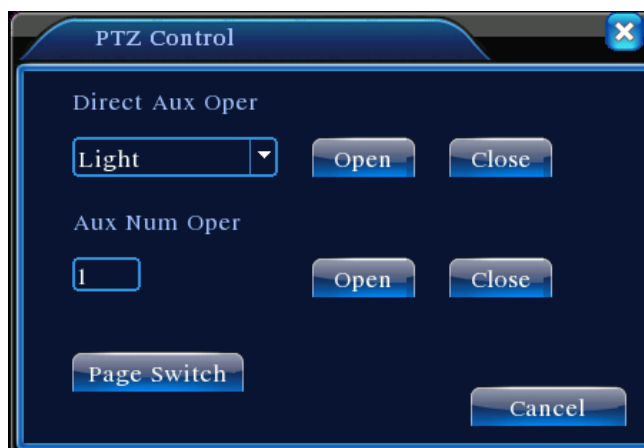 PTZ Control
Direct Aux Oper
Light Open Close
Aux Num Oper
1 Open Close
Page Switch
Cancel